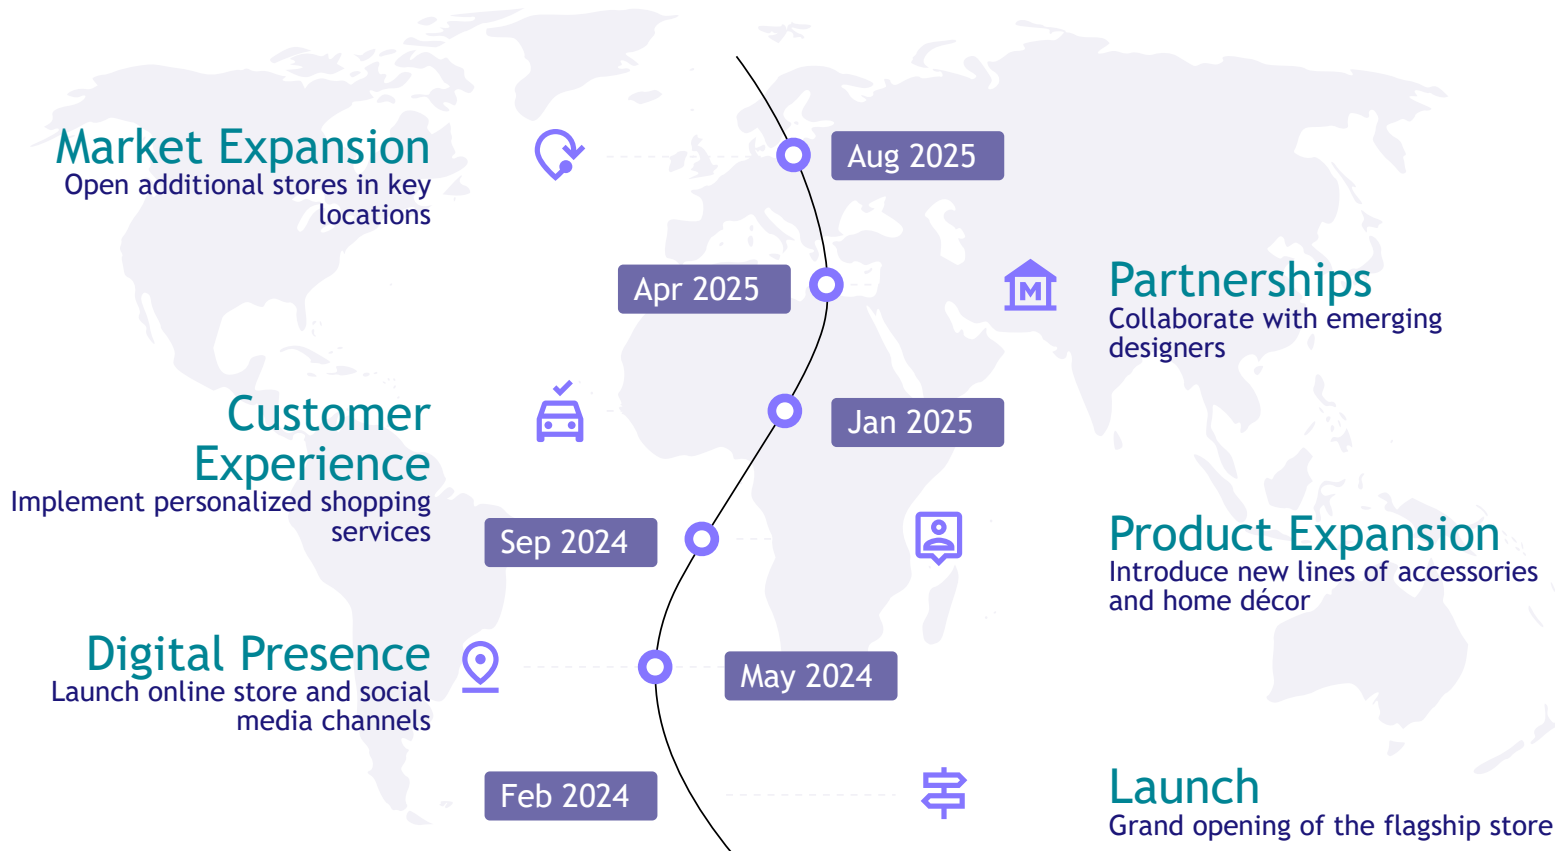 Market Expansion
Open additional stores in key
locations
Aug 2025
Apr 2025
Partnerships
Collaborate with emerging
designers
Customer
Experience
Implement personalized shopping
services
Jan 2025
Sep 2024
Product Expansion
Introduce new lines of accessories
and home décor
Digital Presence
Launch online store and social
media channels
May 2024
Feb 2024
Launch
Grand opening of the flagship store
M